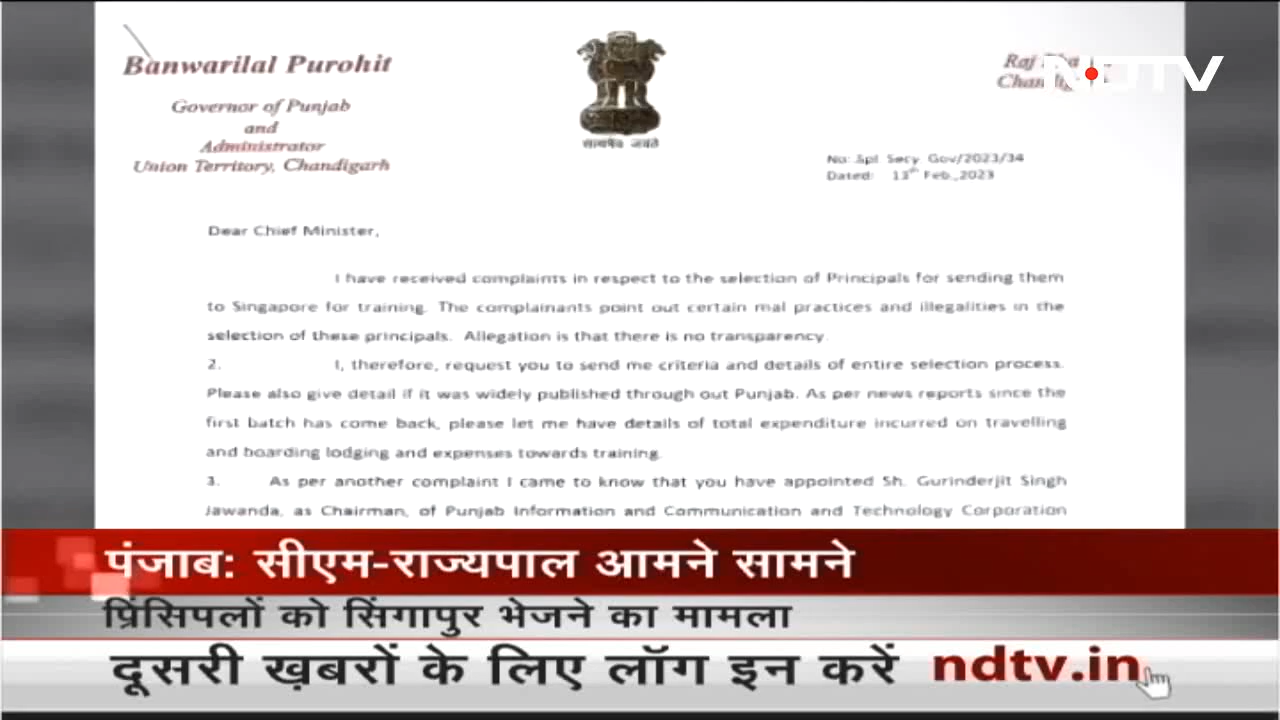 Banwarilal Purohit
Governor of Punjab
and
Administrator
Union Territory, Chandigarh
सत्यमेव जयते
Raj
NDTV
No: Spl. Secy. Gov/2023/34
Dated: 13th Feb.,2023
Dear Chief Minister,
I have received complaints in respect to the selection of Principals for sending them
to Singapore for training. The complainants point out certain mal practices and illegalities in the
selection of these principals. Allegation is that there is no transparency.
2. I, therefore, request you to send me criteria and details of entire selection process.
Please also give detail if it was widely published through out Punjab. As per news reports since the
first batch has come back, please let me have details of total expenditure incurred on travelling
and boarding lodging and expenses towards training.
3. As per another complaint I came to know that you have appointed Sh. Gurinderjit Singh
Jawanda, as Chairman, of Punjab Information and Communication and Technology Corporation
पंजाब: सीएम-राज्यपाल आमने सामने
प्रिंसिपलों को सिंगापुर भेजने का मामला
दूसरी ख़बरों के लिए लॉग इन करें ndtv.in